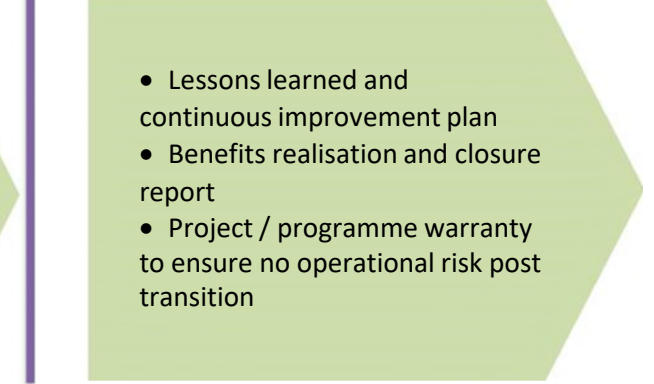 • Lessons learned and
continuous improvement plan
• Benefits realisation and closure
report
• Project / programme warranty
to ensure no operational risk post
transition